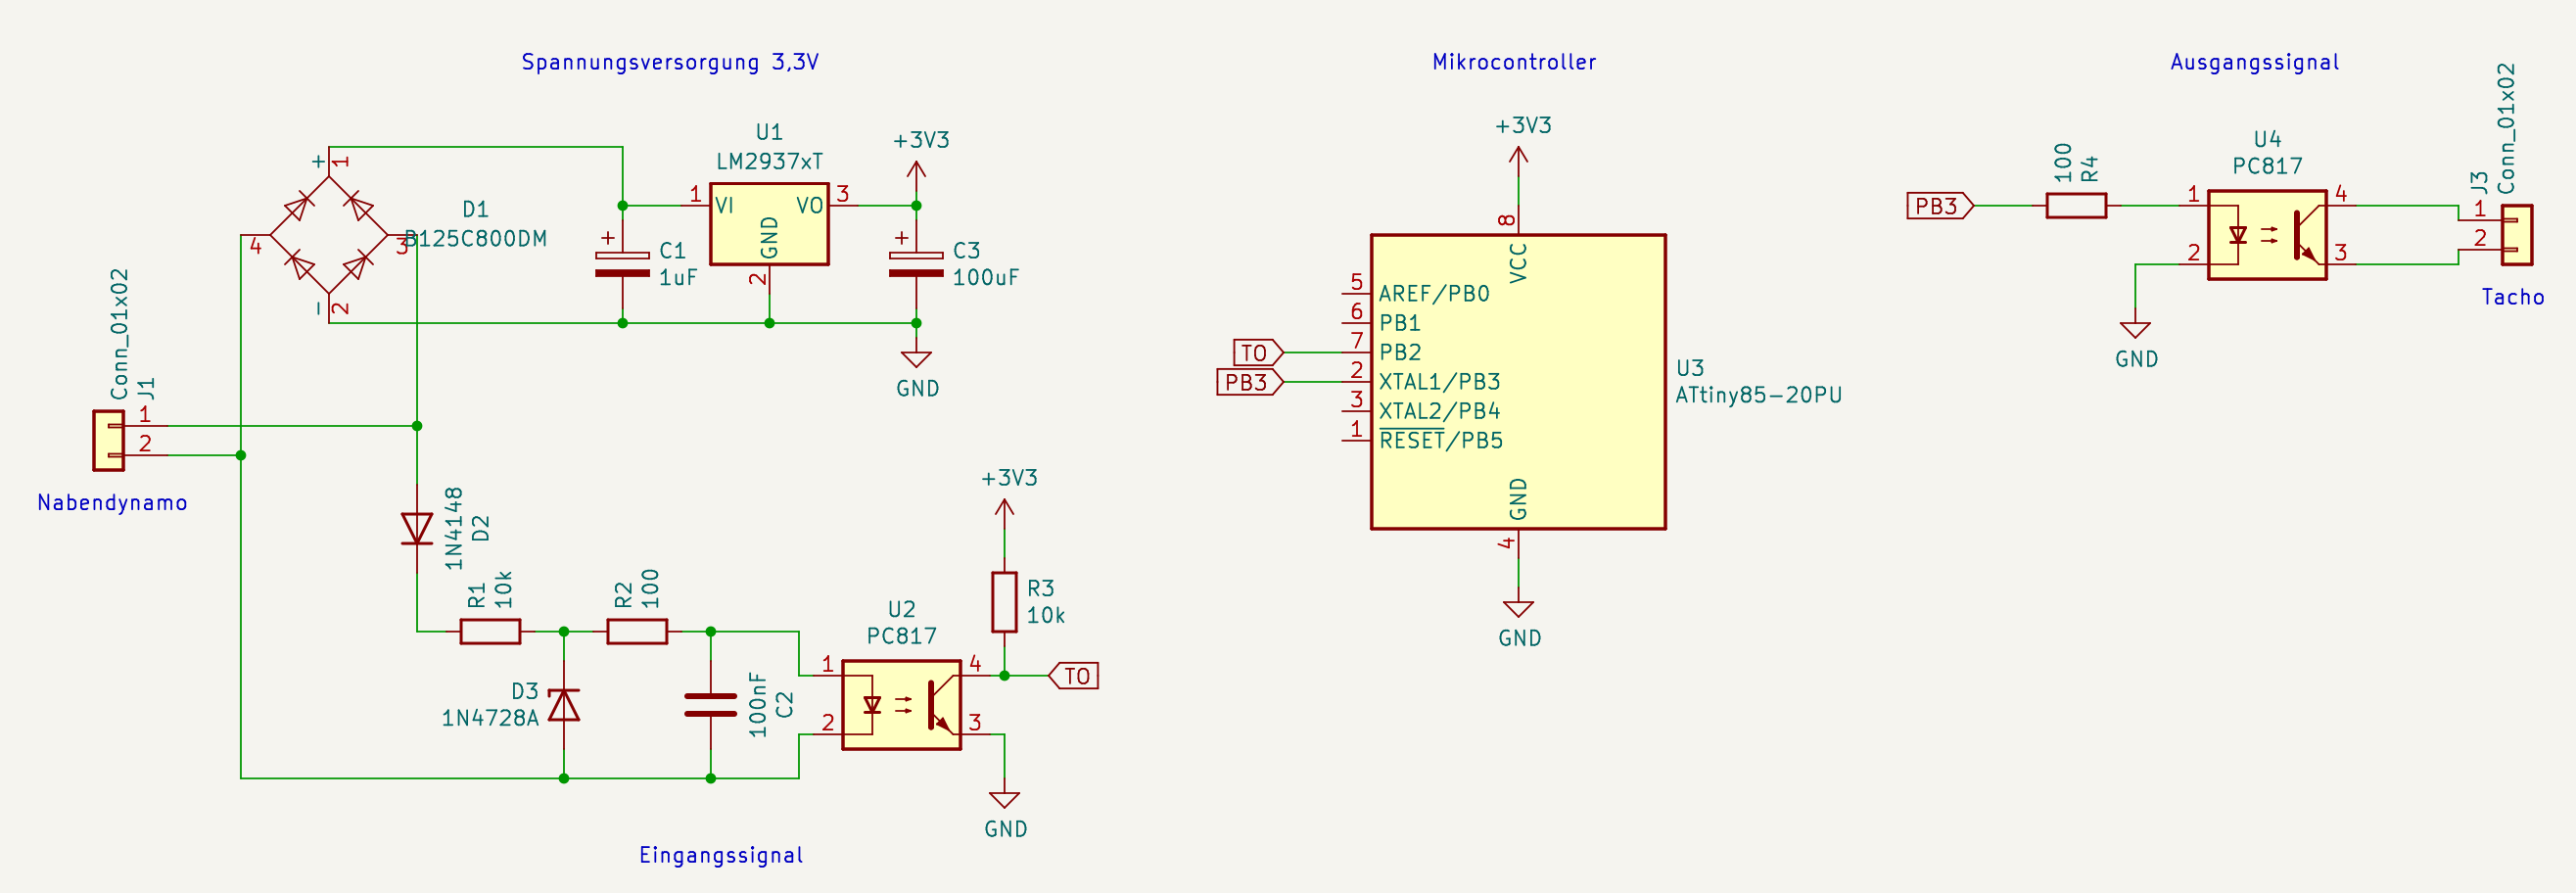 Spannungsversorgung 3,3V
Mikrocontroller
Ausgangssignal
+
1
4
3
2
-
D1
B125C800DM
U1
LM2937xT
1
VI
VO
3
GND
2
+3V3
+
C1
1uF
+
C3
100uF
GND
Conn_01x02
J1
1
2
Nabendynamo
1N4148
D2
R1
10k
R2
100
D3
1N4728A
100nF
C2
U2
PC817
1
2
4
3
+3V3
R3
10k
T0
GND
Eingangssignal
+3V3
8
VCC
5
AREF/PB0
6
PB1
T0
7
PB2
PB3
2
XTAL1/PB3
3
XTAL2/PB4
1
RESET/PB5
GND
4
GND
U3
ATtiny85-20PU
PB3
100
R4
U4
PC817
1
2
4
3
GND
J3
Conn_01x02
1
2
Tacho